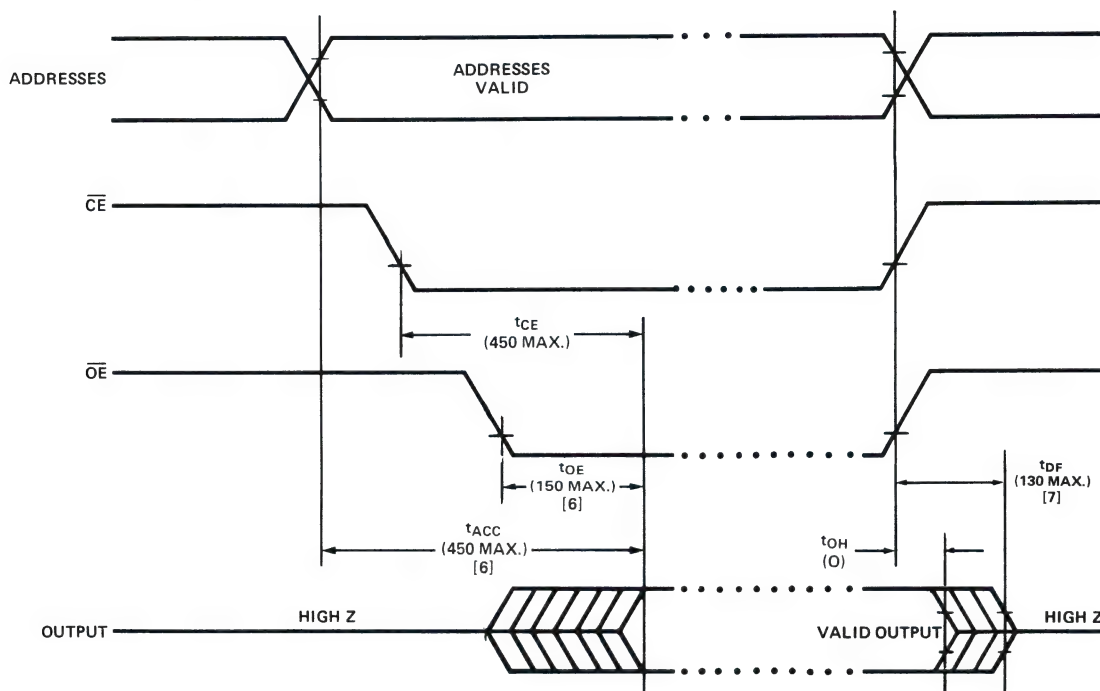 ADDRESSES
ADDRESSES
VALID
CE
tCE
(450 MAX.)
OE
tOE
(150 MAX.)
[6]
tDF
(130 MAX.)
[7]
tACC
(450 MAX.)
[6]
tOH
(O)
OUTPUT
HIGH Z
VALID OUTPUT
HIGH Z